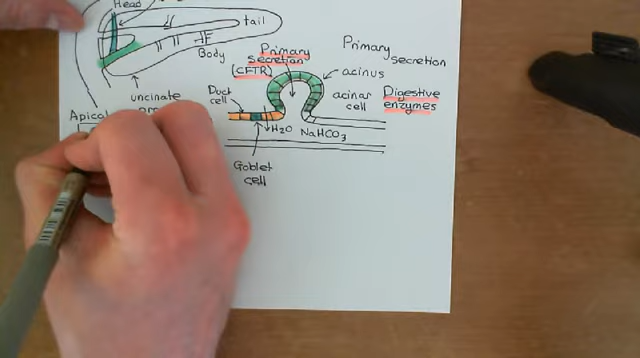 Head
tail
Body
uncinate
Primary
secretion
(CFTR)
Primary
secretion
acinus
acinar
cell
Digestive
enzymes
Duct
cell
H2O NaHCO3
Goblet
cell
Apical